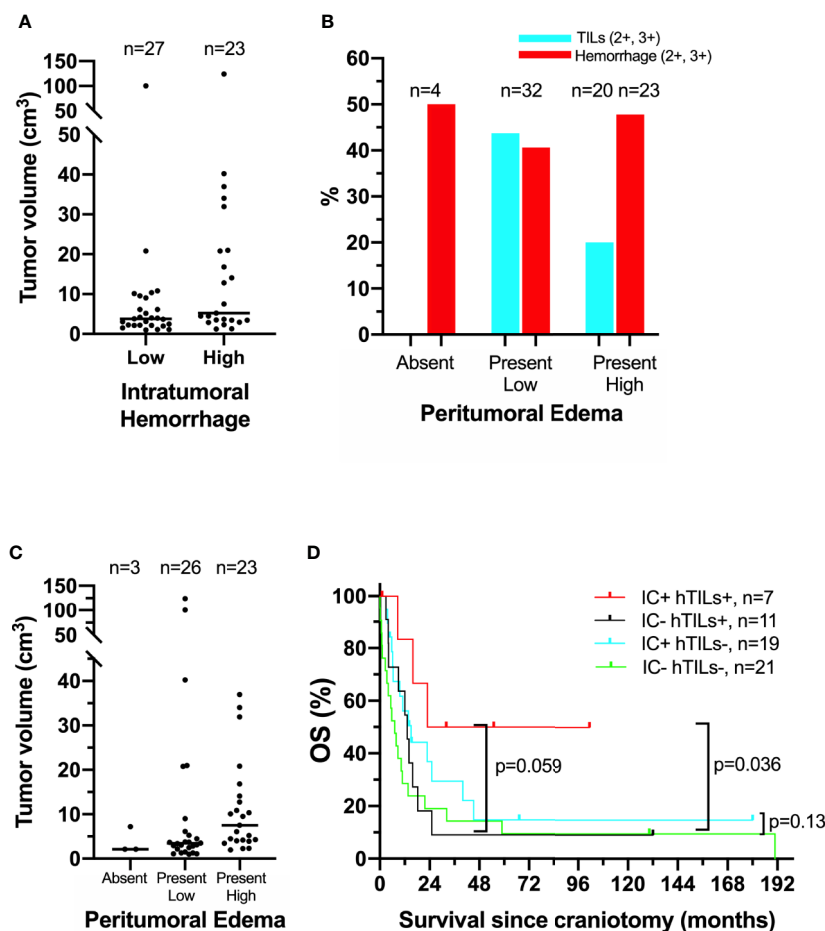 A
n=27 n=23
150
100
50
50
40
30
20
10
0
Tumor volume (cm³)
Low High
Intratumoral
Hemorrhage
B
TILs (2+, 3+)
Hemorrhage (2+, 3+)
n=4 n=32 n=20 n=23
60
50
40
30
20
10
0
%
Absent Present Present
Low High
Peritumoral Edema
C
n=3 n=26 n=23
150
100
50
50
40
30
20
10
0
Tumor volume (cm³)
Absent Present Present
Low High
Peritumoral Edema
D
100
80
60
40
20
0
OS (%)
IC+ hTILs+, n=7
IC- hTILs+, n=11
IC+ hTILs-, n=19
IC- hTILs-, n=21
p=0.059
p=0.036
p=0.13
0 24 48 72 96 120 144 168 192
Survival since craniotomy (months)